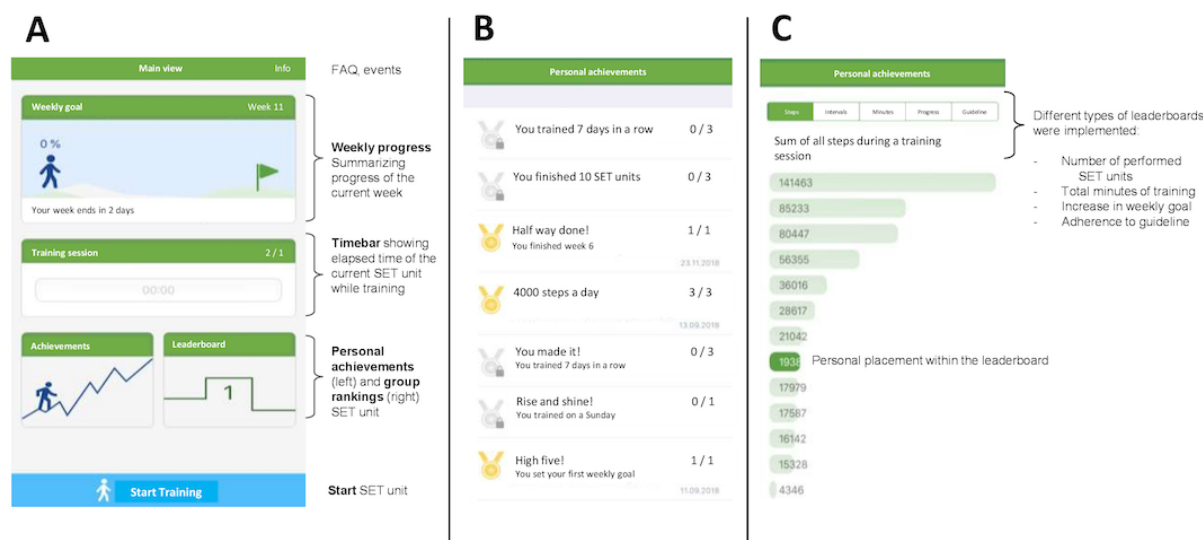 A
Main view Info
FAQ, events
Weekly goal Week 11
0 %
Your week ends in 2 days
Weekly progress
Summarizing
progress of the
current week
Training session 2 / 1
00:00
Timebar showing
elapsed time of the
current SET unit
while training
Achievements
Leaderboard
1
Personal
achievements
(left) and group
rankings (right)
SET unit
Start Training
Start SET unit
B
Personal achievements
You trained 7 days in a row 0 / 3
You finished 10 SET units 0 / 3
Half way done! 1 / 1
You finished week 6
23.11.2018
4000 steps a day 3 / 3
13.09.2018
You made it! 0 / 3
You trained 7 days in a row
Rise and shine! 0 / 1
You trained on a Sunday
High five! 1 / 1
You set your first weekly goal
11.09.2018
C
Personal achievements
Steps Intervals Minutes Progress Guideline
Sum of all steps during a training
session
141463
85233
80447
56355
36016
28617
21042
Personal placement within the leaderboard
17979
17587
16142
15328
4346
Different types of leaderboards
were implemented:
- Number of performed
SET units
- Total minutes of training
- Increase in weekly goal
- Adherence to guideline